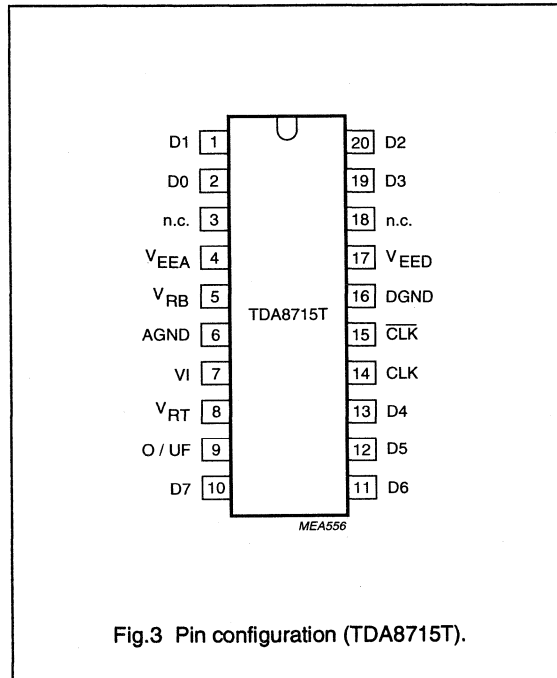 D1 1 20 D2
D0 2 19 D3
n.c. 3 18 n.c.
VEEA 4 17 VEED
VRB 5 16 DGND
TDA8715T
AGND 6 15 C̅L̅K̅
VI 7 14 CLK
VRT 8 13 D4
O / UF 9 12 D5
D7 10 11 D6
MEA556
Fig.3 Pin configuration (TDA8715T).